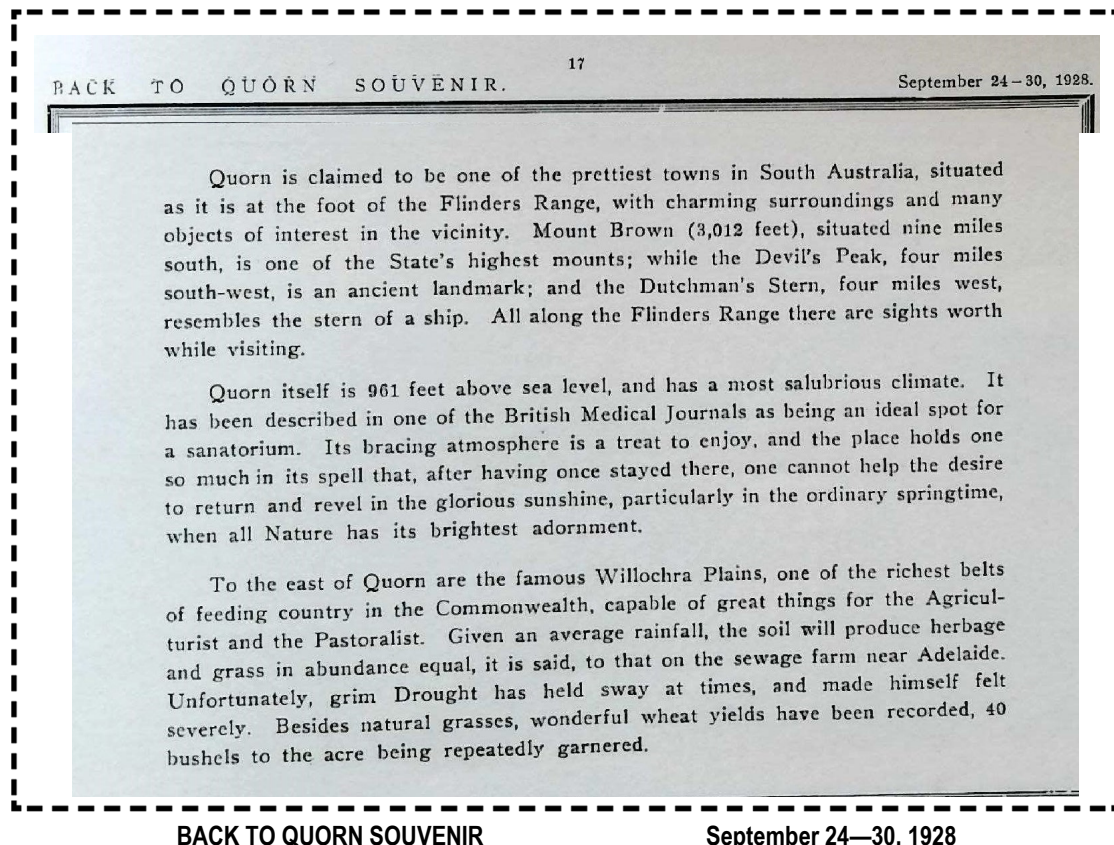 17
BACK TO QUORN SOUVENIR.
September 24–30, 1928.
Quorn is claimed to be one of the prettiest towns in South Australia, situated
as it is at the foot of the Flinders Range, with charming surroundings and many
objects of interest in the vicinity. Mount Brown (3,012 feet), situated nine miles
south, is one of the State's highest mounts; while the Devil's Peak, four miles
south-west, is an ancient landmark; and the Dutchman's Stern, four miles west,
resembles the stern of a ship. All along the Flinders Range there are sights worth
while visiting.
Quorn itself is 961 feet above sea level, and has a most salubrious climate. It
has been described in one of the British Medical Journals as being an ideal spot for
a sanatorium. Its bracing atmosphere is a treat to enjoy, and the place holds one
so much in its spell that, after having once stayed there, one cannot help the desire
to return and revel in the glorious sunshine, particularly in the ordinary springtime,
when all Nature has its brightest adornment.
To the east of Quorn are the famous Willochra Plains, one of the richest belts
of feeding country in the Commonwealth, capable of great things for the Agricul-
turist and the Pastoralist. Given an average rainfall, the soil will produce herbage
and grass in abundance equal, it is said, to that on the sewage farm near Adelaide.
Unfortunately, grim Drought has held sway at times, and made himself felt
severely. Besides natural grasses, wonderful wheat yields have been recorded, 40
bushels to the acre being repeatedly garnered.
BACK TO QUORN SOUVENIR
September 24—30, 1928